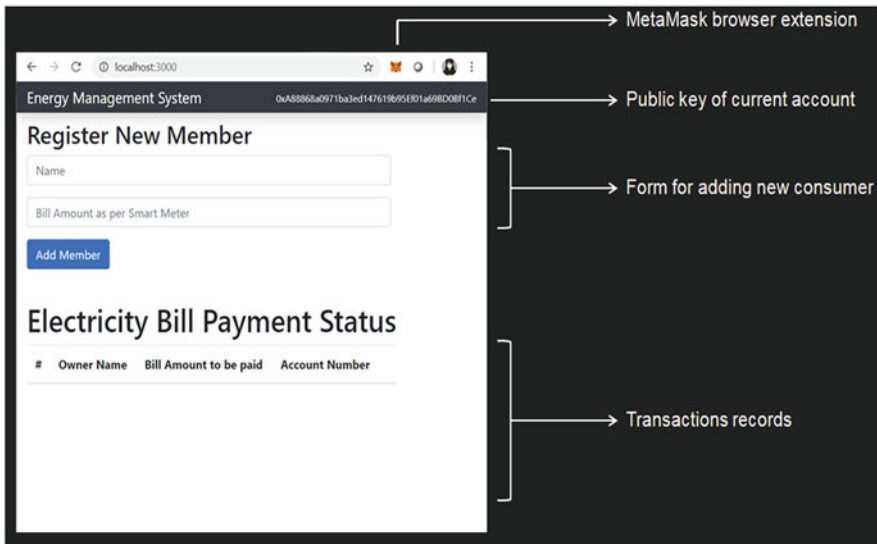 MetaMask browser extension
localhost:3000
Energy Management System 0xA88868a0971ba3ed147619b95Ef01a69BD0Bf1Ce
Public key of current account
Register New Member
Name
Form for adding new consumer
Bill Amount as per Smart Meter
Add Member
Electricity Bill Payment Status
# Owner Name Bill Amount to be paid Account Number
Transactions records